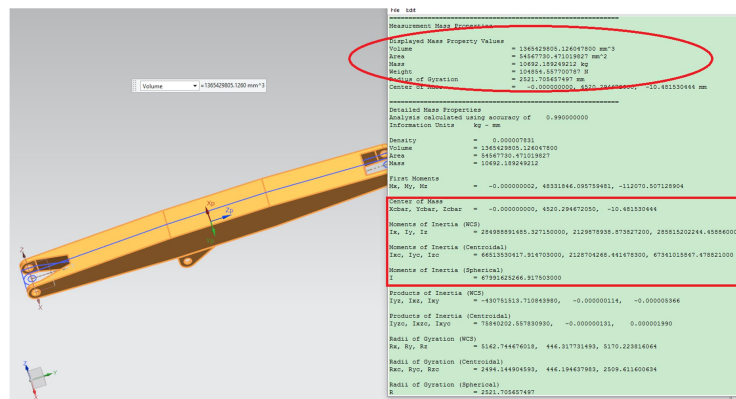 File Edit
Measurement Mass Properties
Displayed Mass Property Values
Volume = 1365429805.126047800 mm^3
Area = 54567730.471019827 mm^2
Mass = 10692.189249212 kg
Weight = 104854.557700787 N
Radius of Gyration = 2521.705657497 mm
Center of Mass = -0.000000000, 4520.294672050, -10.481530444 mm
Detailed Mass Properties
Analysis calculated using accuracy of 0.990000000
Information Units kg - mm
Density = 0.000007831
Volume = 1365429805.126047800
Area = 54567730.471019827
Mass = 10692.189249212
First Moments
Mx, My, Mz = -0.000000002, 48331846.095759481, -112070.507128904
Center of Mass
Xcbar, Ycbar, Zcbar = -0.000000000, 4520.294672050, -10.481530444
Moments of Inertia (WCS)
Ix, Iy, Iz = 284988891485.327150000, 2129878938.873827200, 285815202244.45886000
Moments of Inertia (Centroidal)
Ixc, Iyc, Izc = 66513530417.914703000, 2128704268.441478300, 67341015847.478821000
Moments of Inertia (Spherical)
I = 67991625266.917503000
Products of Inertia (WCS)
Iyz, Ixz, Ixy = -430751513.710843980, -0.000000114, -0.000005366
Products of Inertia (Centroidal)
Iyzc, Ixzc, Ixyc = 75840202.557830930, -0.000000131, 0.000001990
Radii of Gyration (WCS)
Rx, Ry, Rz = 5162.744676018, 446.317731493, 5170.223816064
Radii of Gyration (Centroidal)
Rxc, Ryc, Rzc = 2494.144904593, 446.194637983, 2509.611600634
Radii of Gyration (Spherical)
R = 2521.705657497
Volume =1365429805.1260 mm^3
Xp
Zp
Z
X
Z
Y
X